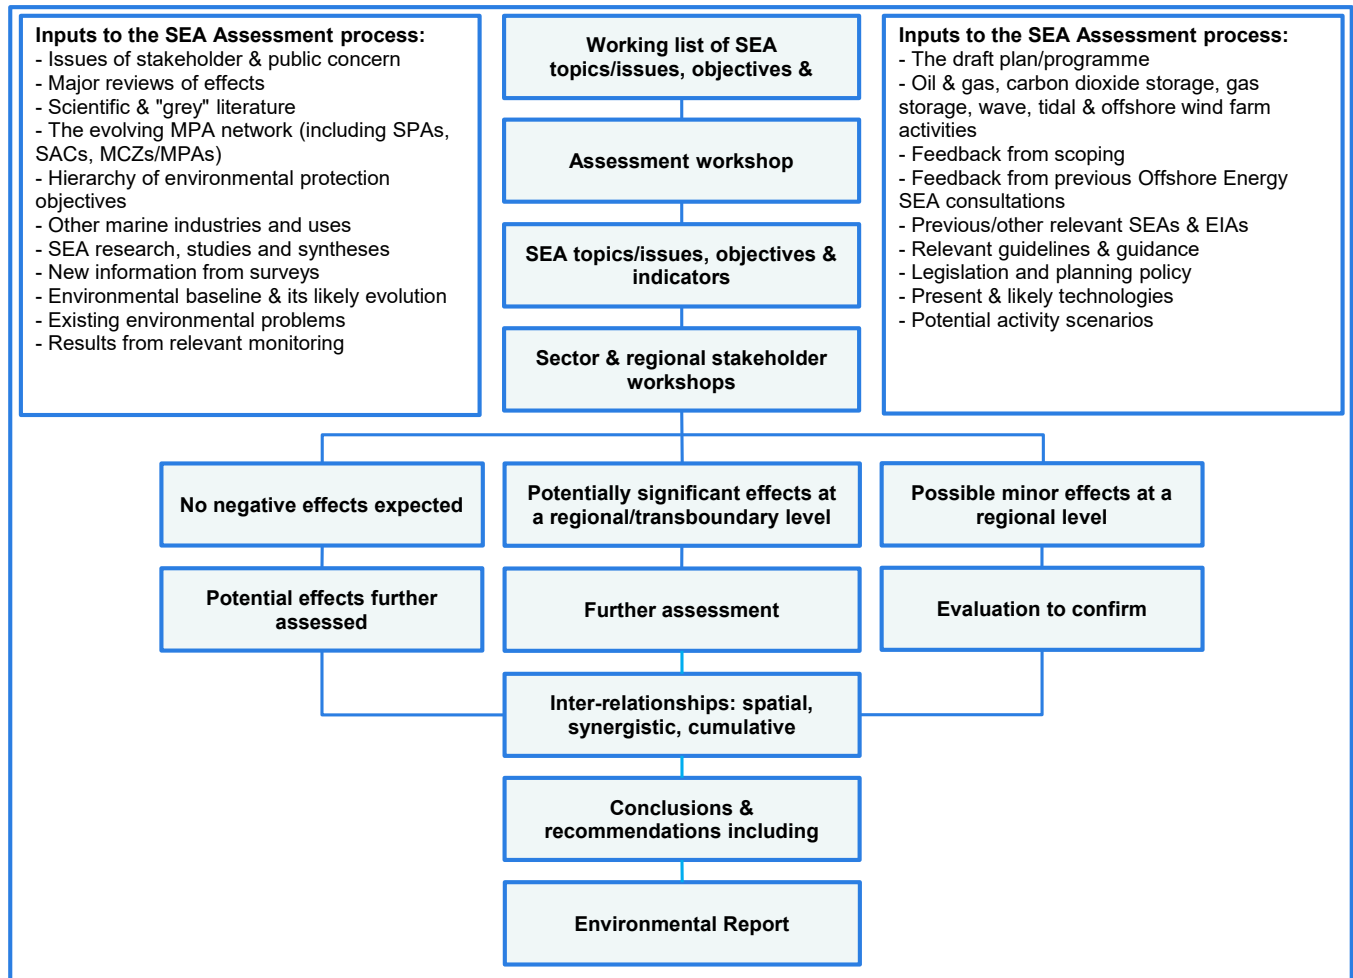 Inputs to the SEA Assessment process:
- Issues of stakeholder & public concern
- Major reviews of effects
- Scientific & "grey" literature
- The evolving MPA network (including SPAs,
SACs, MCZs/MPAs)
- Hierarchy of environmental protection
objectives
- Other marine industries and uses
- SEA research, studies and syntheses
- New information from surveys
- Environmental baseline & its likely evolution
- Existing environmental problems
- Results from relevant monitoring
Working list of SEA
topics/issues, objectives &
Assessment workshop
SEA topics/issues, objectives &
indicators
Sector & regional stakeholder
workshops
Inputs to the SEA Assessment process:
- The draft plan/programme
- Oil & gas, carbon dioxide storage, gas
storage, wave, tidal & offshore wind farm
activities
- Feedback from scoping
- Feedback from previous Offshore Energy
SEA consultations
- Previous/other relevant SEAs & EIAs
- Relevant guidelines & guidance
- Legislation and planning policy
- Present & likely technologies
- Potential activity scenarios
No negative effects expected
Potentially significant effects at
a regional/transboundary level
Possible minor effects at a
regional level
Potential effects further
assessed
Further assessment
Evaluation to confirm
Inter-relationships: spatial,
synergistic, cumulative
Conclusions &
recommendations including
Environmental Report